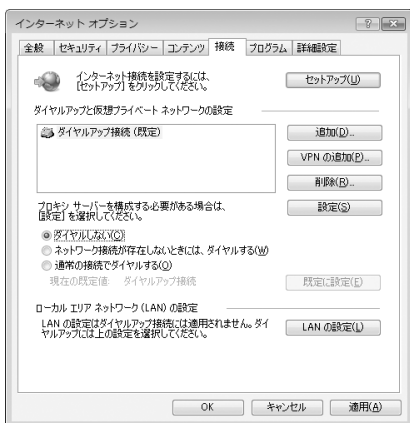 インターネット オプション
全般 セキュリティ プライバシー コンテンツ 接続 プログラム 詳細設定
インターネット接続を設定するには、
[セットアップ] をクリックしてください。
セットアップ(U)
ダイヤルアップと仮想プライベート ネットワークの設定
ダイヤルアップ接続 (既定)
追加(D)...
VPN の追加(P)...
削除(R)...
プロキシ サーバーを構成する必要がある場合は、
[設定] を選択してください。
設定(S)
ダイヤルしない(C)
ネットワーク接続が存在しないときには、ダイヤルする(W)
通常の接続でダイヤルする(O)
現在の既定値: ダイヤルアップ接続
既定に設定(E)
ローカル エリア ネットワーク (LAN) の設定
LAN の設定はダイヤルアップ接続には適用されません。ダイ
ヤルアップには上の設定を選択してください。
LAN の設定(L)
OK キャンセル 適用(A)